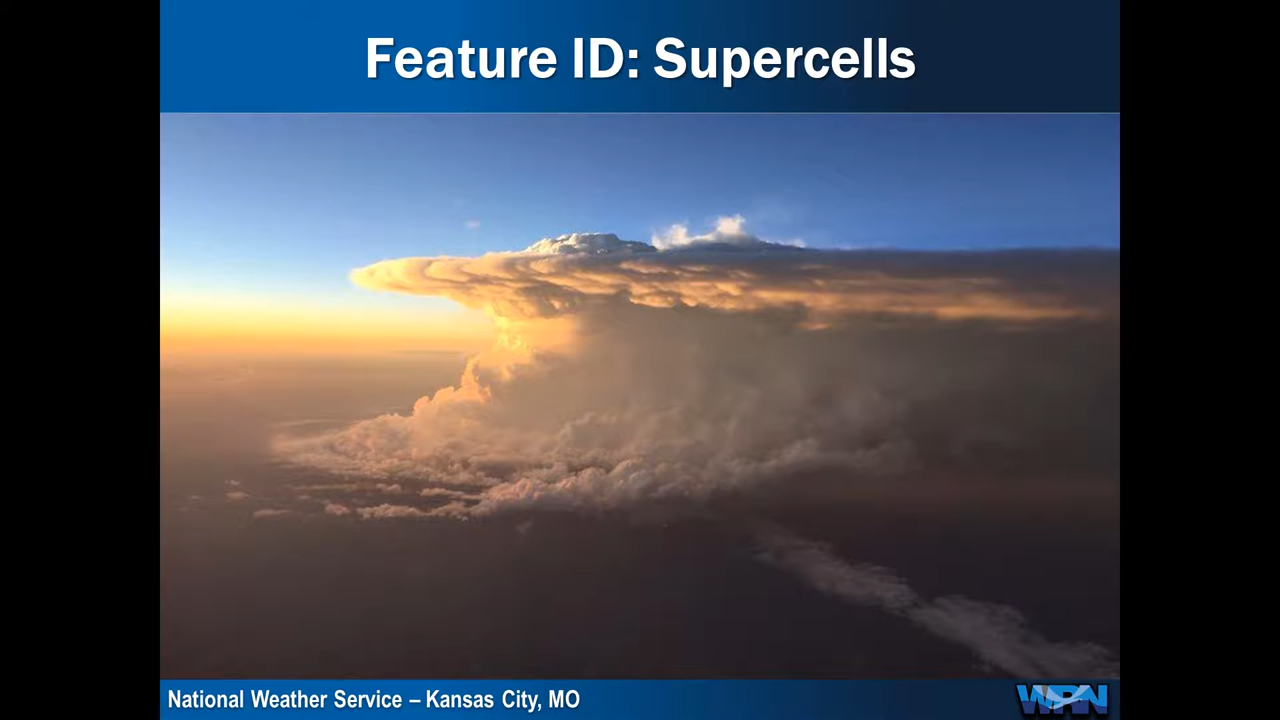 Feature ID: Supercells
National Weather Service – Kansas City, MO
WRN